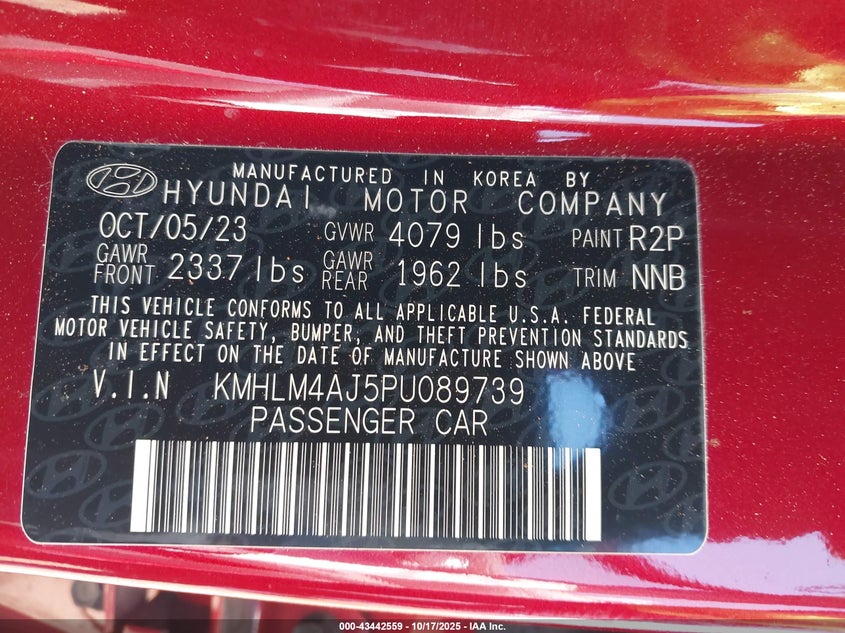 MANUFACTURED IN KOREA BY
HYUNDAI MOTOR COMPANY
OCT/05/23 GVWR 4079 lbs PAINT R2P
GAWR FRONT 2337 lbs GAWR REAR 1962 lbs TRIM NNB
THIS VEHICLE CONFORMS TO ALL APPLICABLE U.S.A. FEDERAL
MOTOR VEHICLE SAFETY, BUMPER, AND THEFT PREVENTION STANDARDS
IN EFFECT ON THE DATE OF MANUFACTURE SHOWN ABOVE
V.I.N KMHLM4AJ5PU089739
PASSENGER CAR
000-43442559 - 10/17/2025 - IAA Inc.